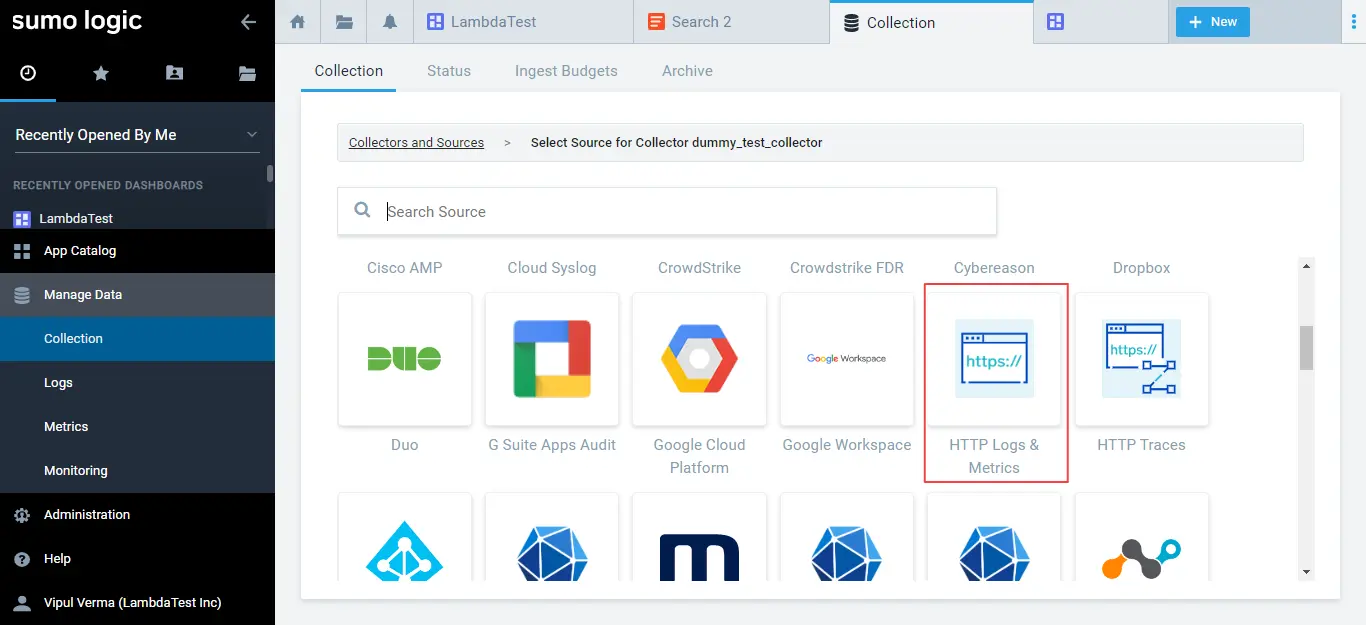 sumo logic
LambdaTest
Search 2
Collection
+ New
Collection
Status
Ingest Budgets
Archive
Recently Opened By Me
RECENTLY OPENED DASHBOARDS
LambdaTest
App Catalog
Manage Data
Collection
Logs
Metrics
Monitoring
Administration
Help
Vipul Verma (LambdaTest Inc)
Collectors and Sources > Select Source for Collector dummy_test_collector
Search Source
Cisco AMP
Cloud Syslog
CrowdStrike
Crowdstrike FDR
Cybereason
Dropbox
DUO
Google Workspace
https://
https://
Duo
G Suite Apps Audit
Google Cloud
Platform
Google Workspace
HTTP Logs &
Metrics
HTTP Traces
m